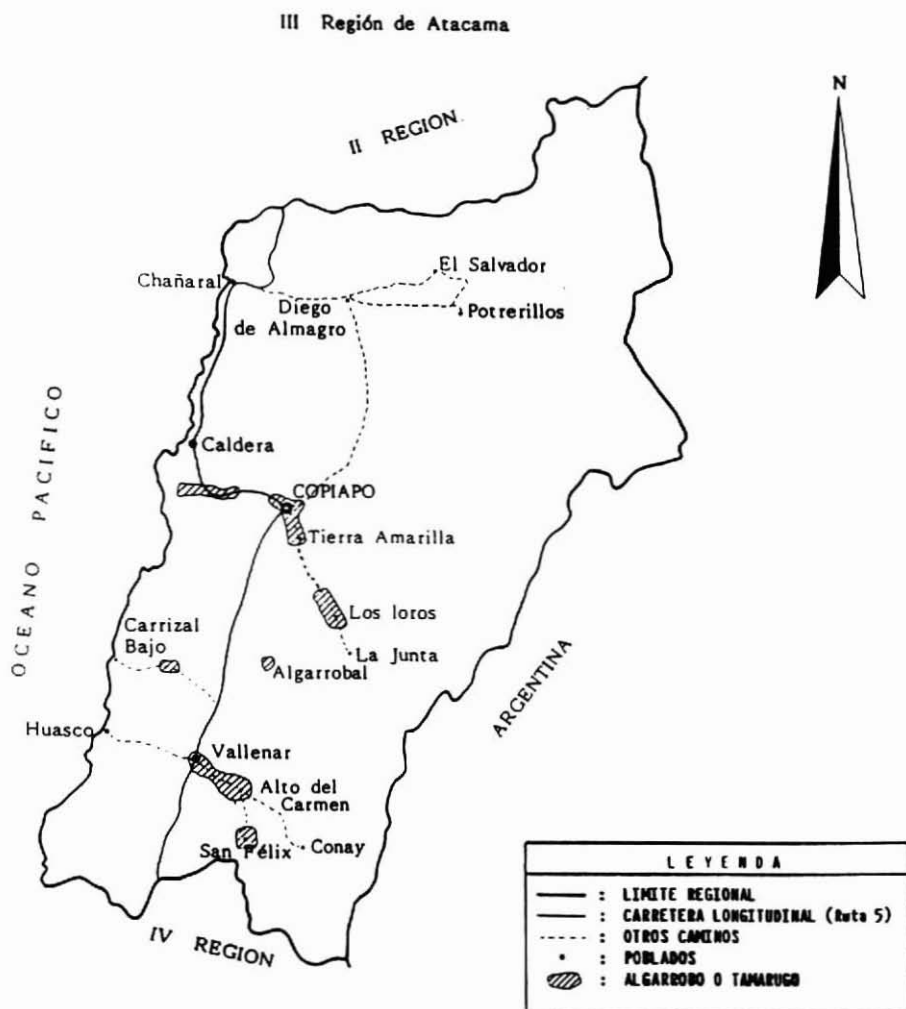 III Región de Atacama
N
II REGION
El Salvador
Chañaral
Diego
de Almagro
Potrerillos
OCEANO PACIFICO
Caldera
COPIAPO
Tierra Amarilla
Los loros
Carrizal
Bajo
La Junta
Algarrobal
ARGENTINA
Huasco
Vallenar
Alto del
Carmen
San Félix
Conay
IV REGION
LEYENDA
: LIMITE REGIONAL
: CARRETERA LONGITUDINAL (Ruta 5)
: OTROS CAMINOS
: POBLADOS
: ALGARROBO O TAMARUGO